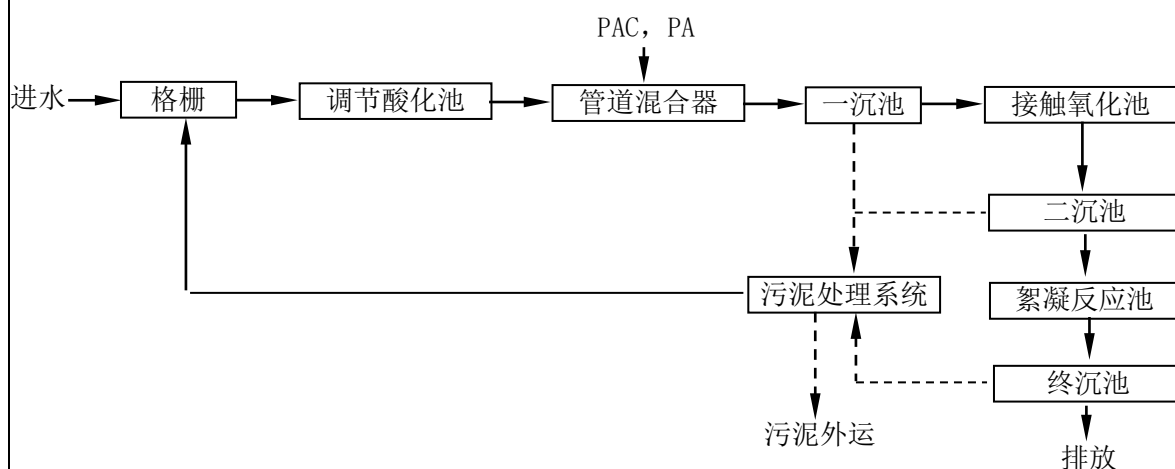 PAC，PA
进水
格栅
调节酸化池
管道混合器
一沉池
接触氧化池
二沉池
污泥处理系统
絮凝反应池
终沉池
污泥外运
排放